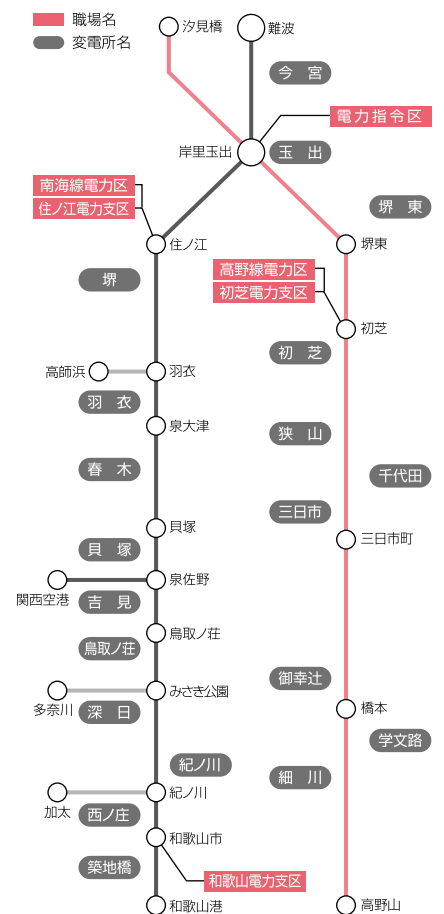 職場名
変電所名
汐見橋
難波
今 宮
電力指令区
岸里玉出
玉 出
南海線電力区
住ノ江電力支区
堺 東
住ノ江
堺東
高野線電力区
初芝電力支区
堺
初芝
初 芝
高師浜
羽衣
羽 衣
泉大津
狭 山
春 木
千代田
三日市
貝塚
三日市町
貝 塚
泉佐野
関西空港
吉 見
鳥取ノ荘
鳥取ノ荘
御幸辻
みさき公園
多奈川
深 日
橋本
学文路
紀ノ川
細 川
紀ノ川
加太
西ノ庄
和歌山市
築地橋
和歌山電力支区
和歌山港
高野山